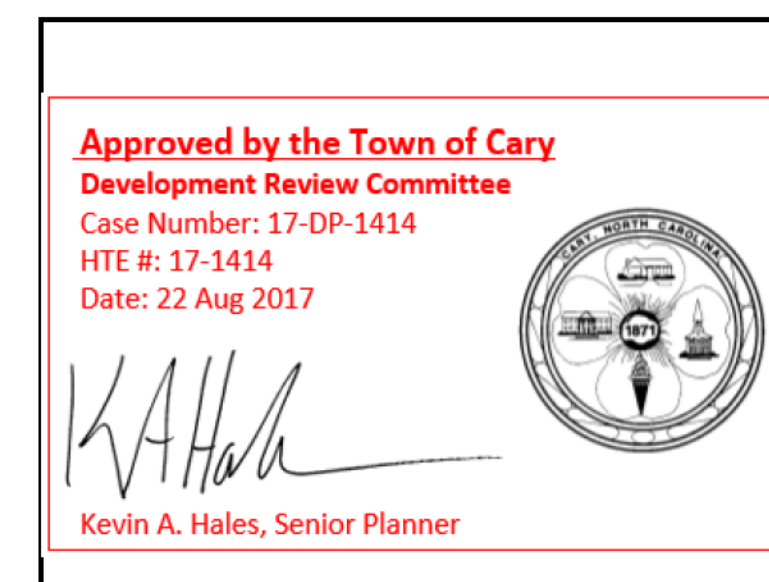 Approved by the Town of Cary
Development Review Committee
Case Number: 17-DP-1414
HTE #: 17-1414
Date: 22 Aug 2017
CARY, NORTH CAROLINA
1871
K A Hales
Kevin A. Hales, Senior Planner